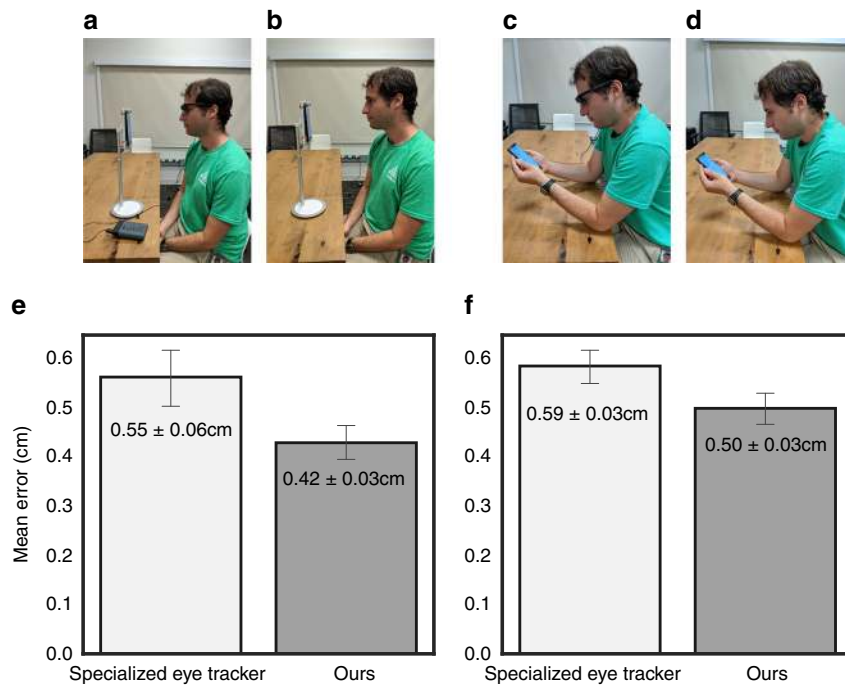 a
b
c
d
e
f
Mean error (cm)
0.6
0.5
0.4
0.3
0.2
0.1
0.0
0.55 ± 0.06cm
0.42 ± 0.03cm
Specialized eye tracker
Ours
0.6
0.5
0.4
0.3
0.2
0.1
0.0
0.59 ± 0.03cm
0.50 ± 0.03cm
Specialized eye tracker
Ours